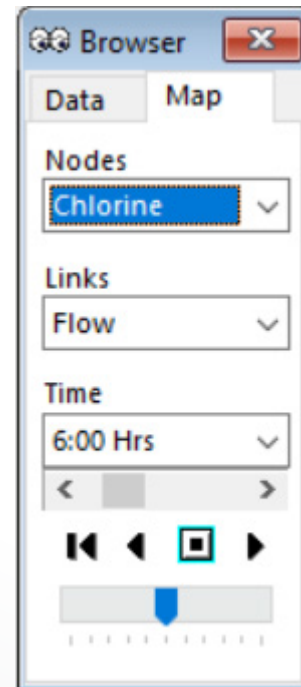 Browser
Data Map
Nodes
Chlorine
Links
Flow
Time
6:00 Hrs